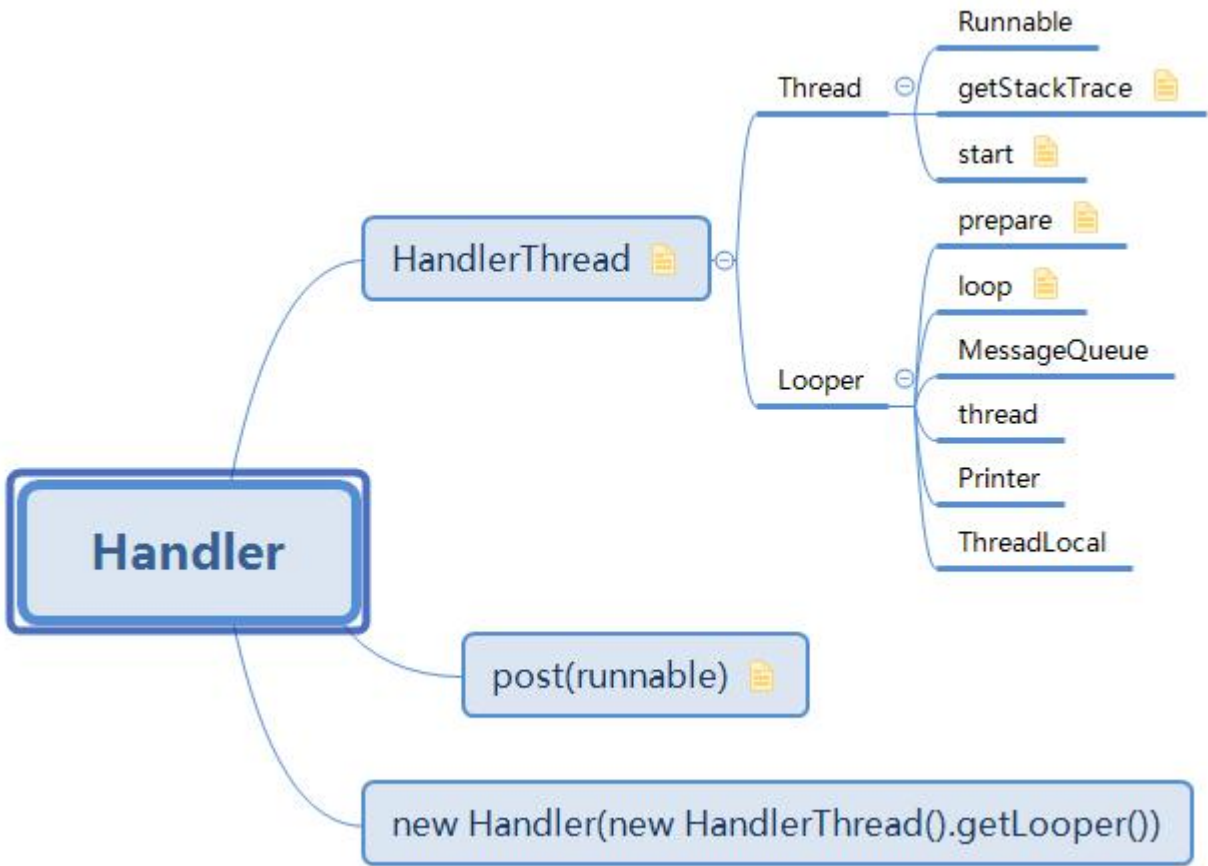 Runnable
Thread
getStackTrace
start
HandlerThread
prepare
loop
MessageQueue
Looper
thread
Printer
ThreadLocal
Handler
post(runnable)
new Handler(new HandlerThread().getLooper())